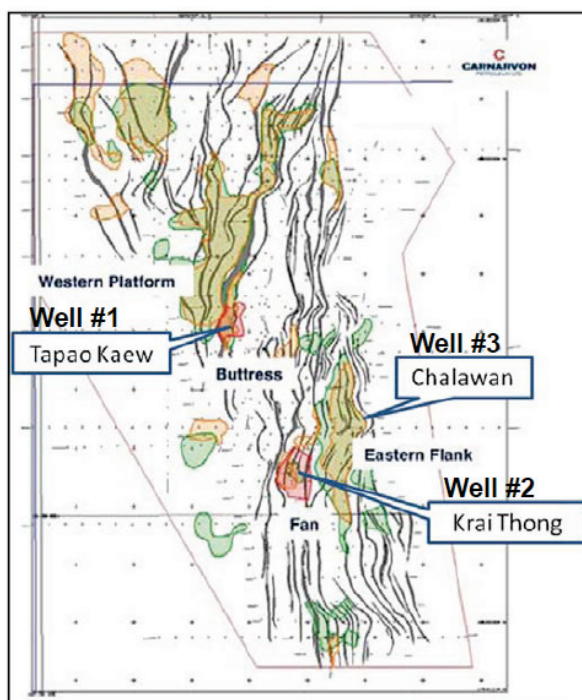 CARNARVON
PETROLEUM LTD
Western Platform
Well #1
Tapao Kaew
Well #3
Chalawan
Buttress
Eastern Flank
Well #2
Krai Thong
Fan